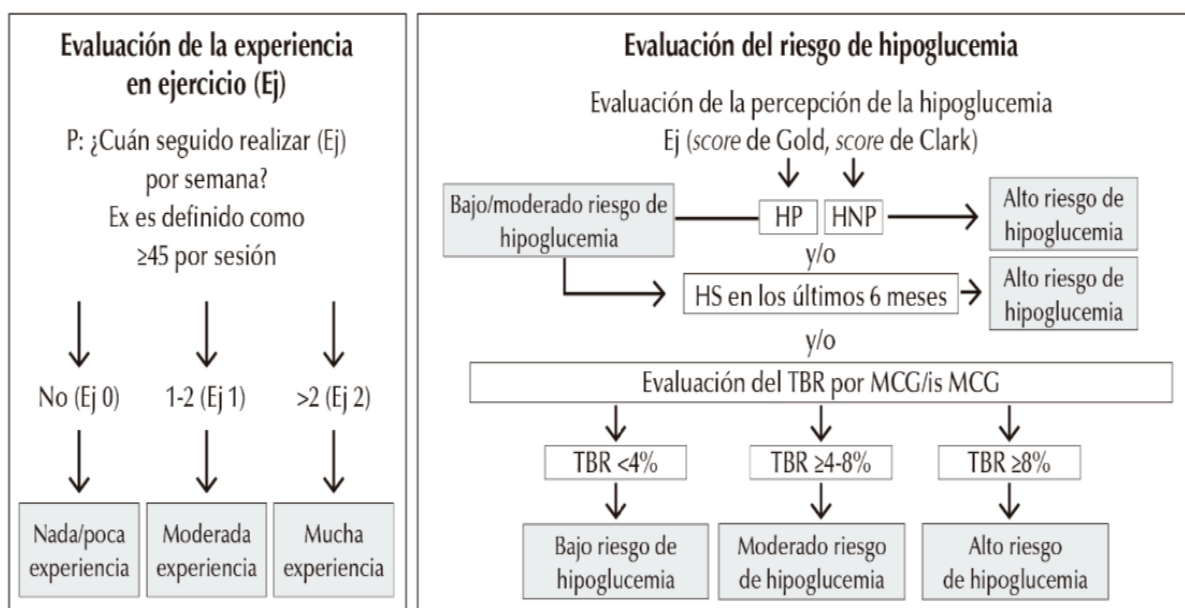 Evaluación de la experiencia
en ejercicio (Ej)
P: ¿Cuán seguido realizar (Ej)
por semana?
Ex es definido como
≥45 por sesión
No (Ej 0)
1-2 (Ej 1)
>2 (Ej 2)
Nada/poca
experiencia
Moderada
experiencia
Mucha
experiencia
Evaluación del riesgo de hipoglucemia
Evaluación de la percepción de la hipoglucemia
Ej (score de Gold, score de Clark)
Bajo/moderado riesgo de
hipoglucemia
HP
HNP
Alto riesgo de
hipoglucemia
y/o
HS en los últimos 6 meses
Alto riesgo de
hipoglucemia
y/o
Evaluación del TBR por MCG/is MCG
TBR <4%
TBR ≥4-8%
TBR ≥8%
Bajo riesgo de
hipoglucemia
Moderado riesgo
de hipoglucemia
Alto riesgo
de hipoglucemia